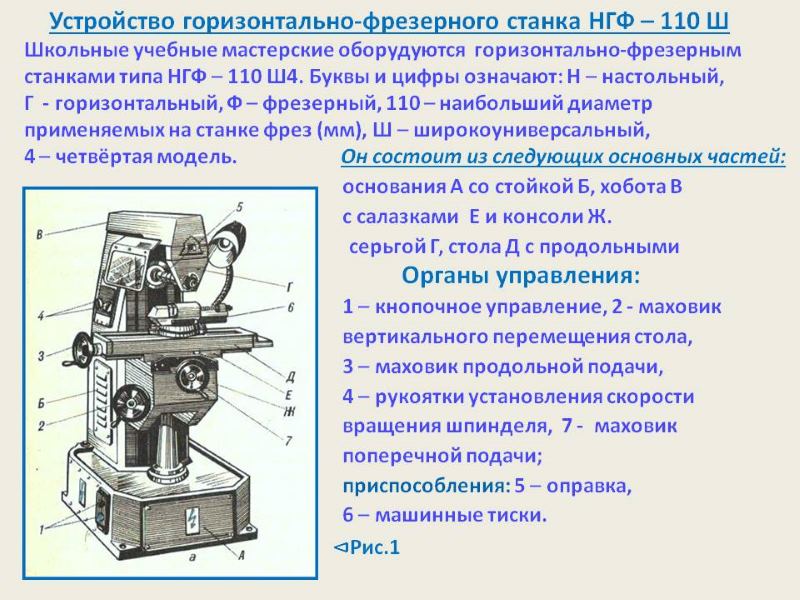 Устройство горизонтально-фрезерного станка НГФ – 110 Ш
Школьные учебные мастерские оборудуются горизонтально-фрезерным
станками типа НГФ – 110 Ш4. Буквы и цифры означают: Н – настольный,
Г - горизонтальный, Ф – фрезерный, 110 – наибольший диаметр
применяемых на станке фрез (мм), Ш – широкоуниверсальный,
4 – четвёртая модель.
Он состоит из следующих основных частей:
основания А со стойкой Б, хобота В
с салазками Е и консоли Ж.
серьгой Г, стола Д с продольными
Органы управления:
1 – кнопочное управление, 2 - маховик
вертикального перемещения стола,
3 – маховик продольной подачи,
4 – рукоятки установления скорости
вращения шпинделя, 7 - маховик
поперечной подачи;
приспособления: 5 – оправка,
6 – машинные тиски.
⊲Рис.1
5
В
Г
6
4
3
Д
Е
Б
Ж
2
7
1
а
А